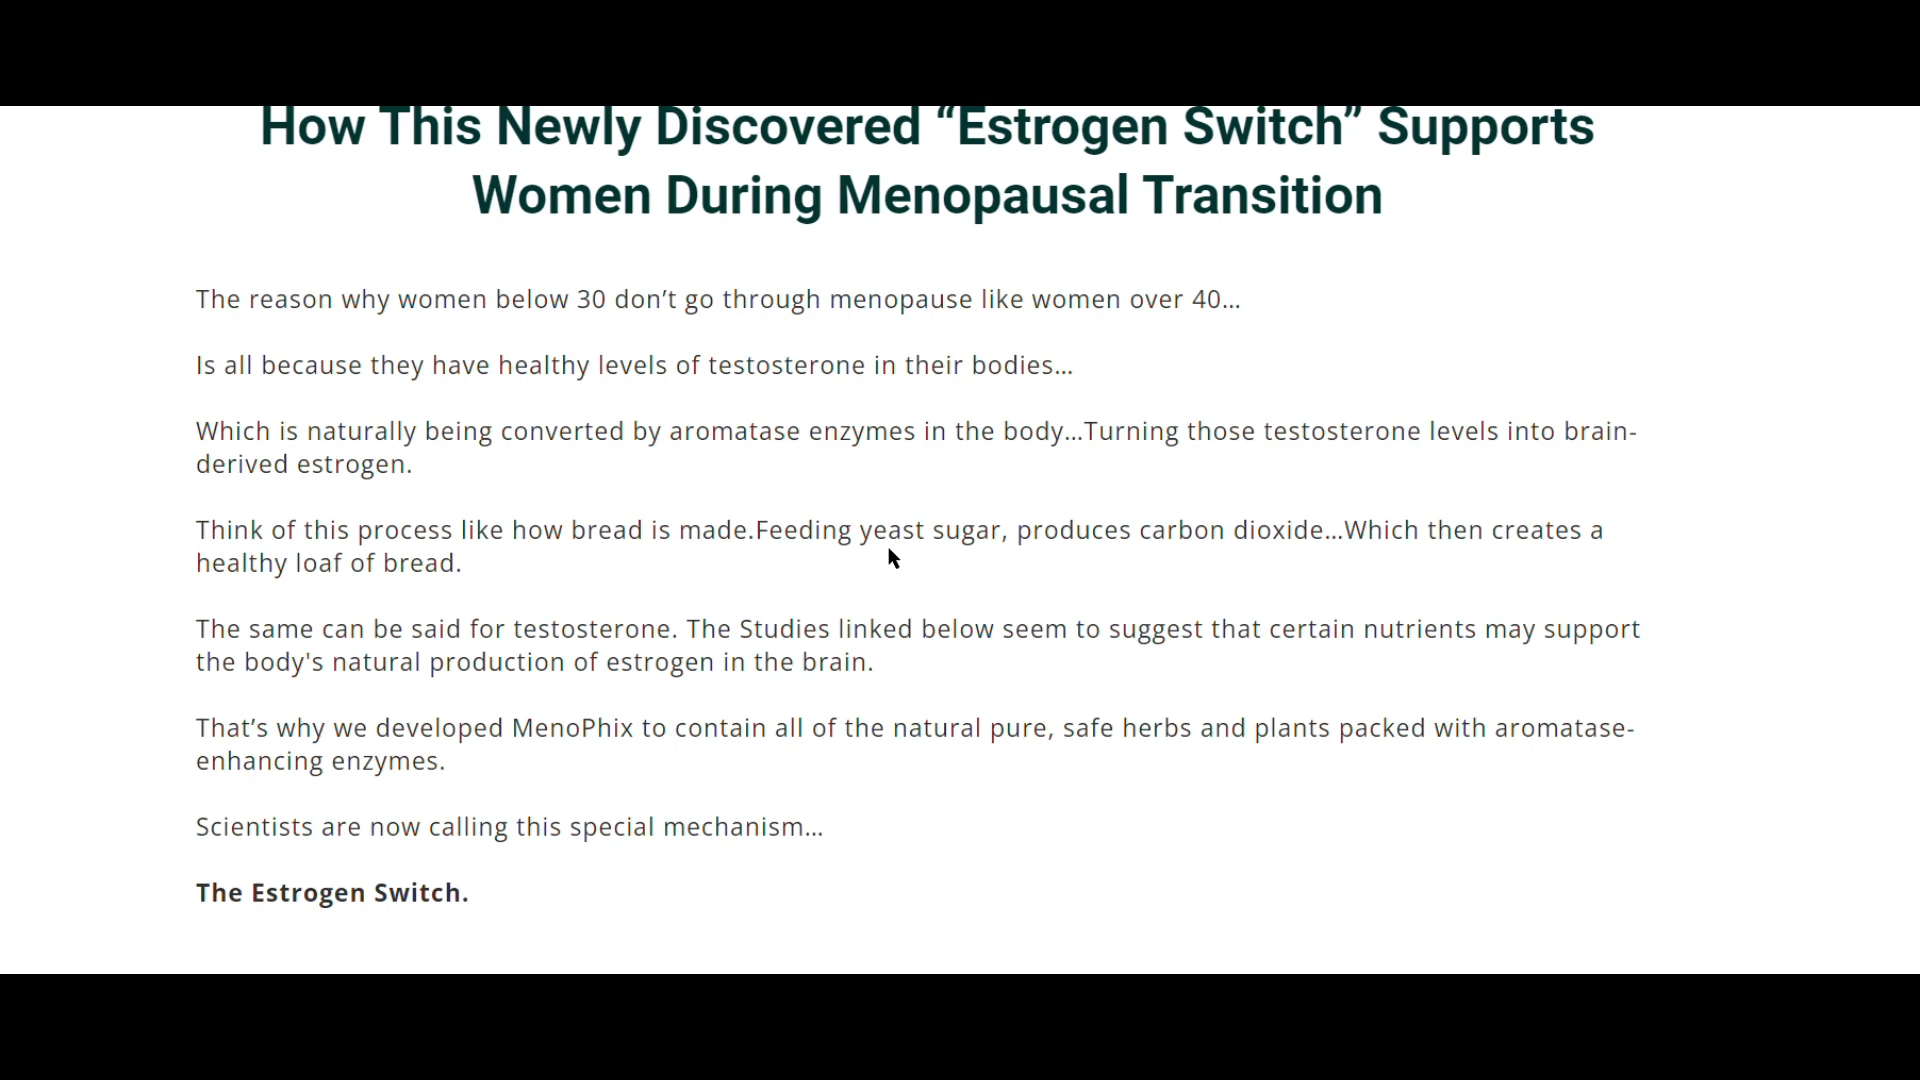 How This Newly Discovered “Estrogen Switch” Supports
Women During Menopausal Transition
The reason why women below 30 don’t go through menopause like women over 40…
Is all because they have healthy levels of testosterone in their bodies…
Which is naturally being converted by aromatase enzymes in the body…Turning those testosterone levels into brain-
derived estrogen.
Think of this process like how bread is made.Feeding yeast sugar, produces carbon dioxide…Which then creates a
healthy loaf of bread.
The same can be said for testosterone. The Studies linked below seem to suggest that certain nutrients may support
the body's natural production of estrogen in the brain.
That’s why we developed MenoPhix to contain all of the natural pure, safe herbs and plants packed with aromatase-
enhancing enzymes.
Scientists are now calling this special mechanism…
The Estrogen Switch.